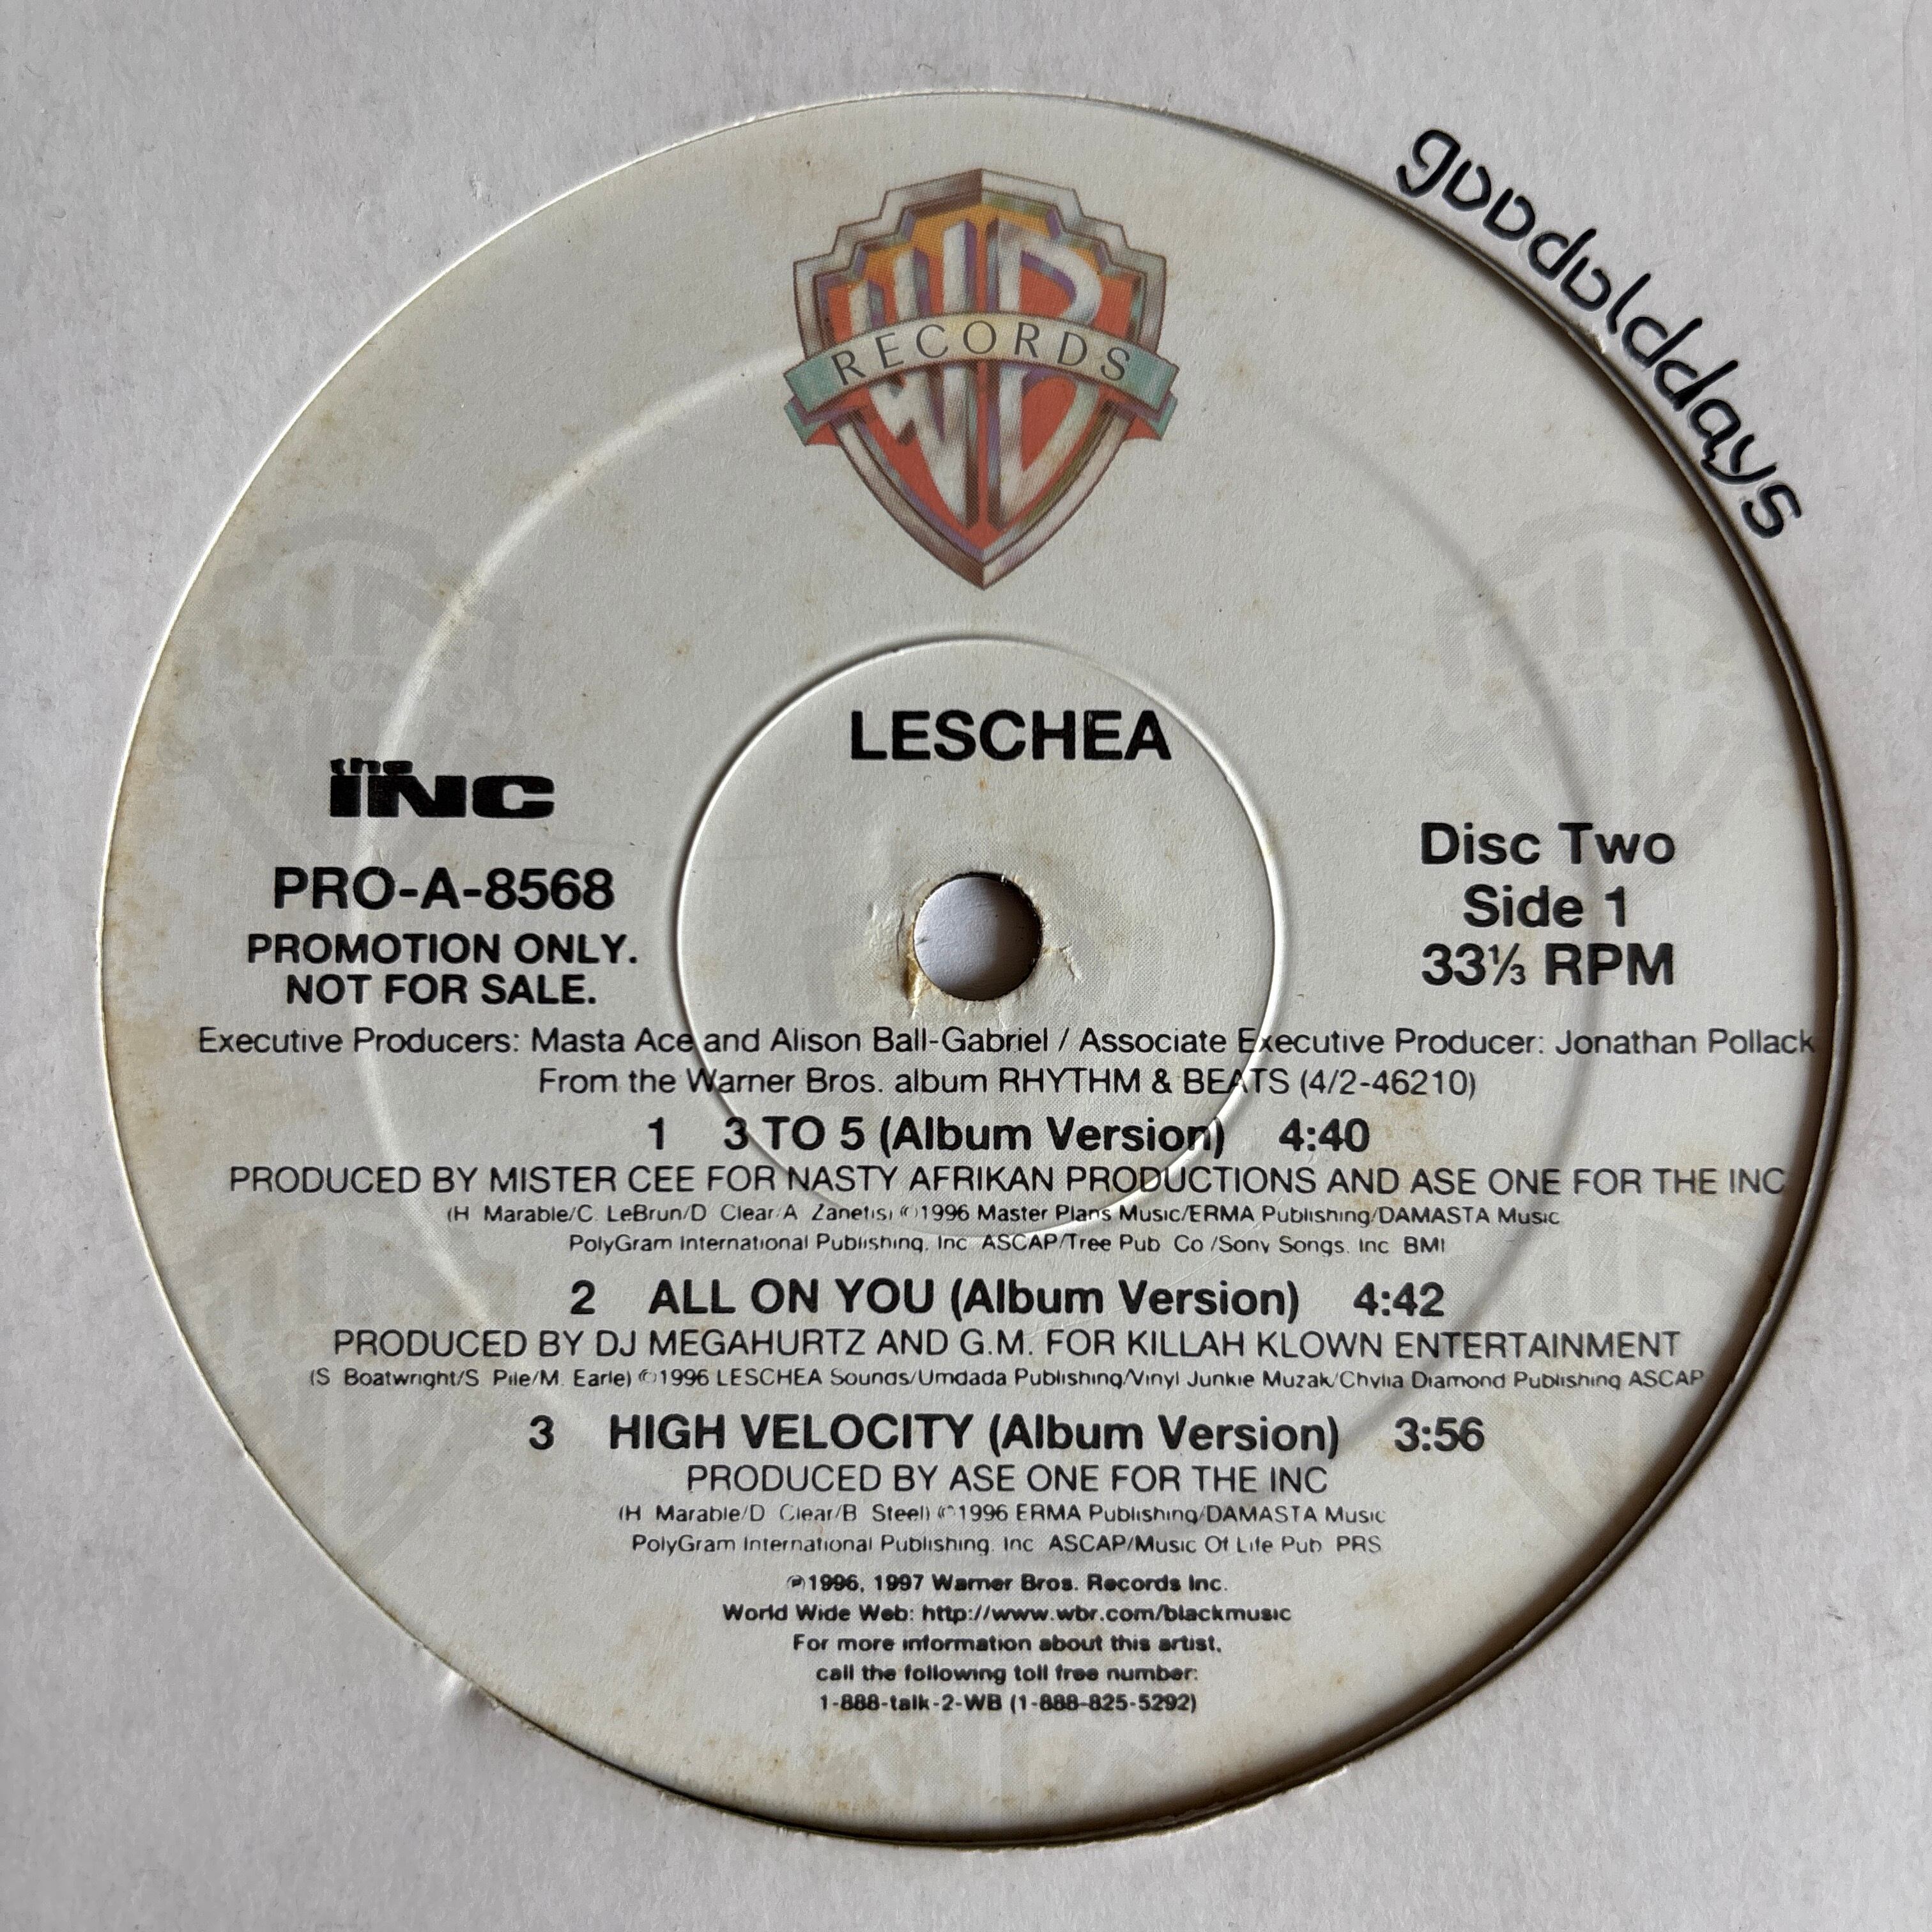 gooddolddays
WB
RECORDS
LESCHEA
the
INC
PRO-A-8568
PROMOTION ONLY.
NOT FOR SALE.
Disc Two
Side 1
33⅓ RPM
Executive Producers: Masta Ace and Alison Ball-Gabriel / Associate Executive Producer: Jonathan Pollack
From the Warner Bros. album RHYTHM & BEATS (4/2-46210)
1 3 TO 5 (Album Version) 4:40
PRODUCED BY MISTER CEE FOR NASTY AFRIKAN PRODUCTIONS AND ASE ONE FOR THE INC
(H. Marable/C. LeBrun/D. Clear/A. Zanetis) ©1996 Master Plans Music/ERMA Publishing/DAMASTA Music
PolyGram International Publishing, Inc. ASCAP/Tree Pub. Co./Sony Songs, Inc. BMI
2 ALL ON YOU (Album Version) 4:42
PRODUCED BY DJ MEGAHURTZ AND G.M. FOR KILLAH KLOWN ENTERTAINMENT
(S. Boatwright/S. Pile/M. Earle) ©1996 LESCHEA Sounds/Umdada Publishing/Vinyl Junkie Muzak/Chylia Diamond Publishing ASCAP
3 HIGH VELOCITY (Album Version) 3:56
PRODUCED BY ASE ONE FOR THE INC
(H. Marable/D. Clear/B. Steel) ©1996 ERMA Publishing/DAMASTA Music
PolyGram International Publishing, Inc. ASCAP/Music Of Life Pub. PRS
℗1996, 1997 Warner Bros. Records Inc.
World Wide Web: http://www.wbr.com/blackmusic
For more information about this artist,
call the following toll free number:
1-888-talk-2-WB (1-888-825-5292)